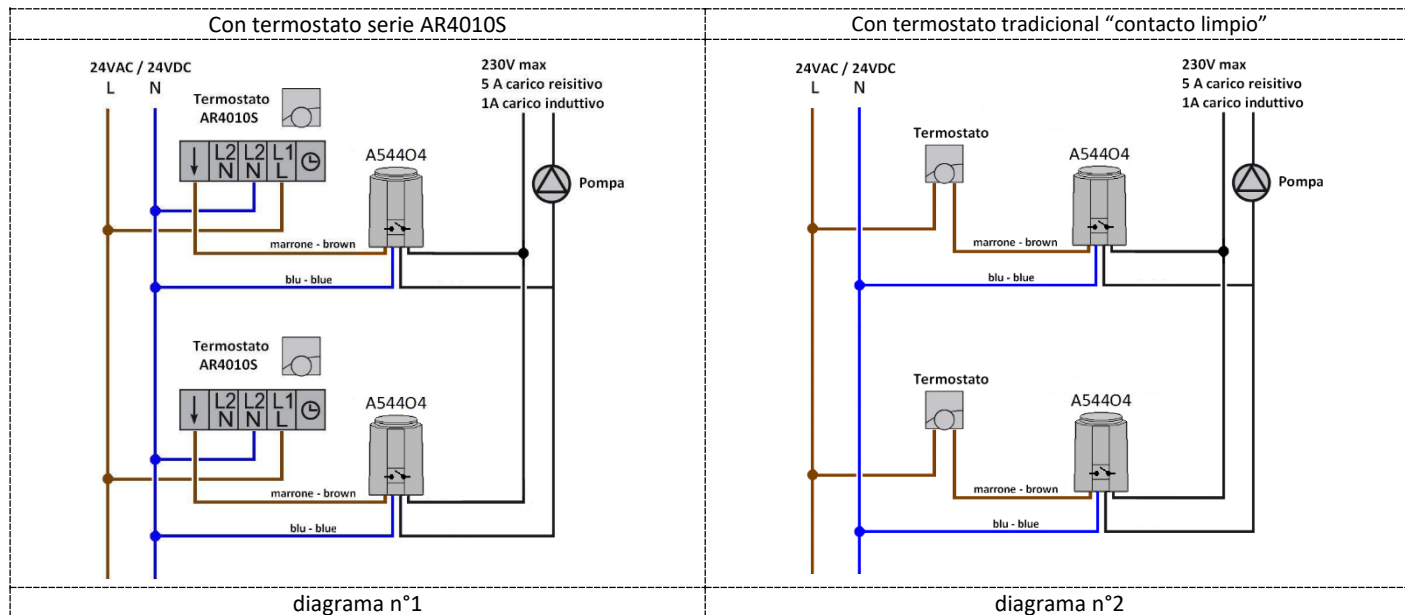 Con termostato serie AR4010S
24VAC / 24VDC
L N
230V max
5 A carico reisitivo
1A carico induttivo
Termostato
AR4010S
↓ L2 N L2 N L1 L
A544O4
Pompa
marrone - brown
blu - blue
Termostato
AR4010S
↓ L2 N L2 N L1 L
A544O4
marrone - brown
blu - blue
diagrama n°1
Con termostato tradicional “contacto limpio”
24VAC / 24VDC
L N
230V max
5 A carico reisitivo
1A carico induttivo
Termostato
A544O4
Pompa
marrone - brown
blu - blue
Termostato
A544O4
marrone - brown
blu - blue
diagrama n°2